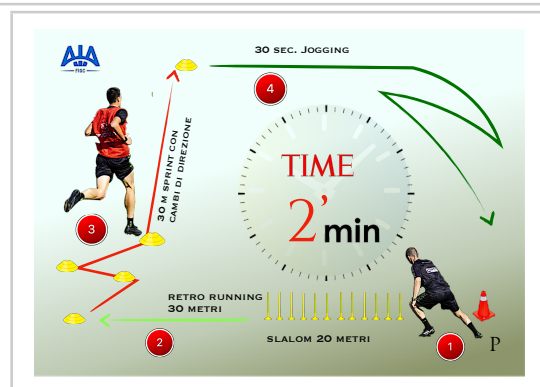 AIA
FIGC
30 SEC. JOGGING
4
30 M SPRINT CON
CAMBI DI DIREZIONE
TIME
2' min
3
RETRO RUNNING
30 METRI
2
SLALOM 20 METRI
1
P